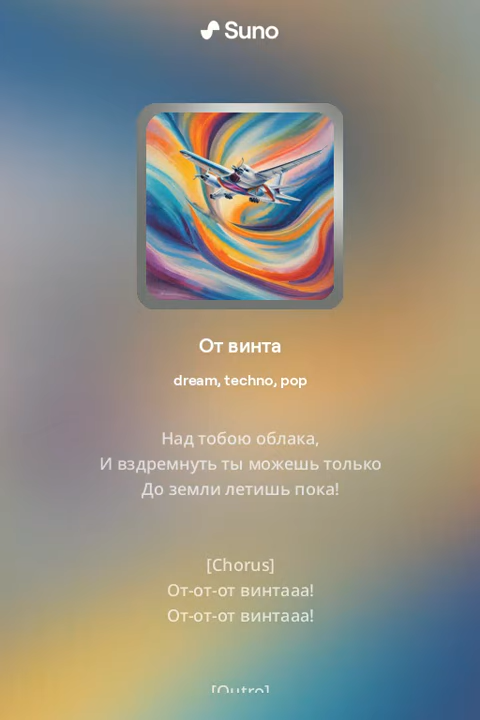 Suno
От винта
dream, techno, pop
Над тобою облака,
И вздремнуть ты можешь только
До земли летишь пока!
[Chorus]
От-от-от винтааа!
От-от-от винтааа!
[Outro]